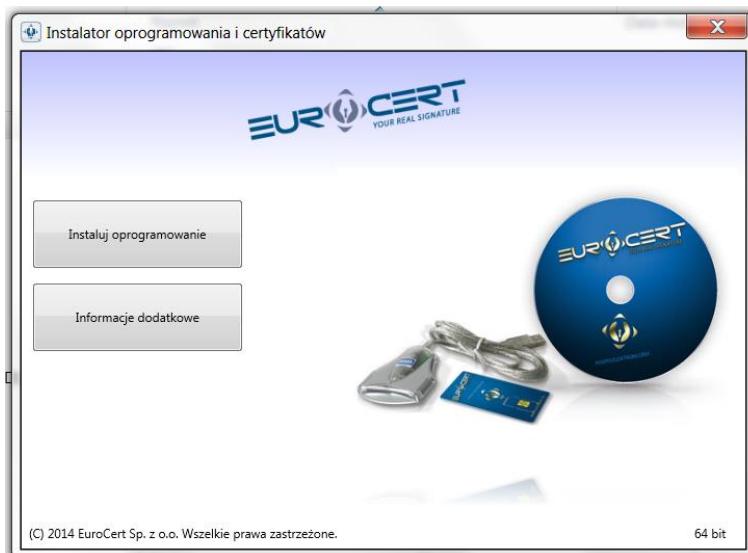 Instalator oprogramowania i certyfikatów
EUROCERT
YOUR REAL SIGNATURE
Instaluj oprogramowanie
Informacje dodatkowe
EUROCERT
EUROCERT
(C) 2014 EuroCert Sp. z o.o. Wszelkie prawa zastrzeżone.
64 bit